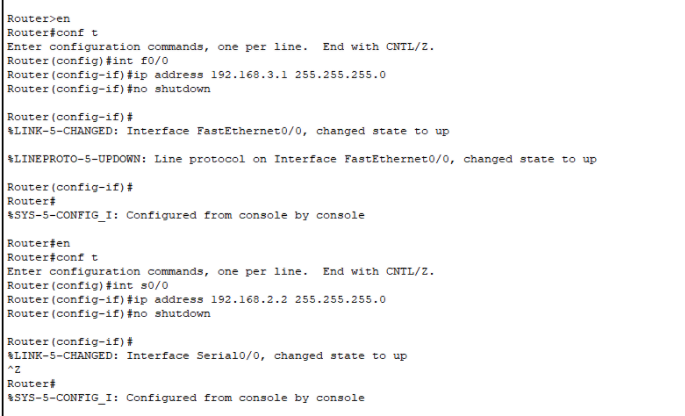 Router>en
Router#conf t
Enter configuration commands, one per line.  End with CNTL/Z.
Router(config)#int f0/0
Router(config-if)#ip address 192.168.3.1 255.255.255.0
Router(config-if)#no shutdown
Router(config-if)#
%LINK-5-CHANGED: Interface FastEthernet0/0, changed state to up
%LINEPROTO-5-UPDOWN: Line protocol on Interface FastEthernet0/0, changed state to up
Router(config-if)#
Router#
%SYS-5-CONFIG_I: Configured from console by console
Router#en
Router#conf t
Enter configuration commands, one per line.  End with CNTL/Z.
Router(config)#int s0/0
Router(config-if)#ip address 192.168.2.2 255.255.255.0
Router(config-if)#no shutdown
Router(config-if)#
%LINK-5-CHANGED: Interface Serial0/0, changed state to up
^Z
Router#
%SYS-5-CONFIG_I: Configured from console by console